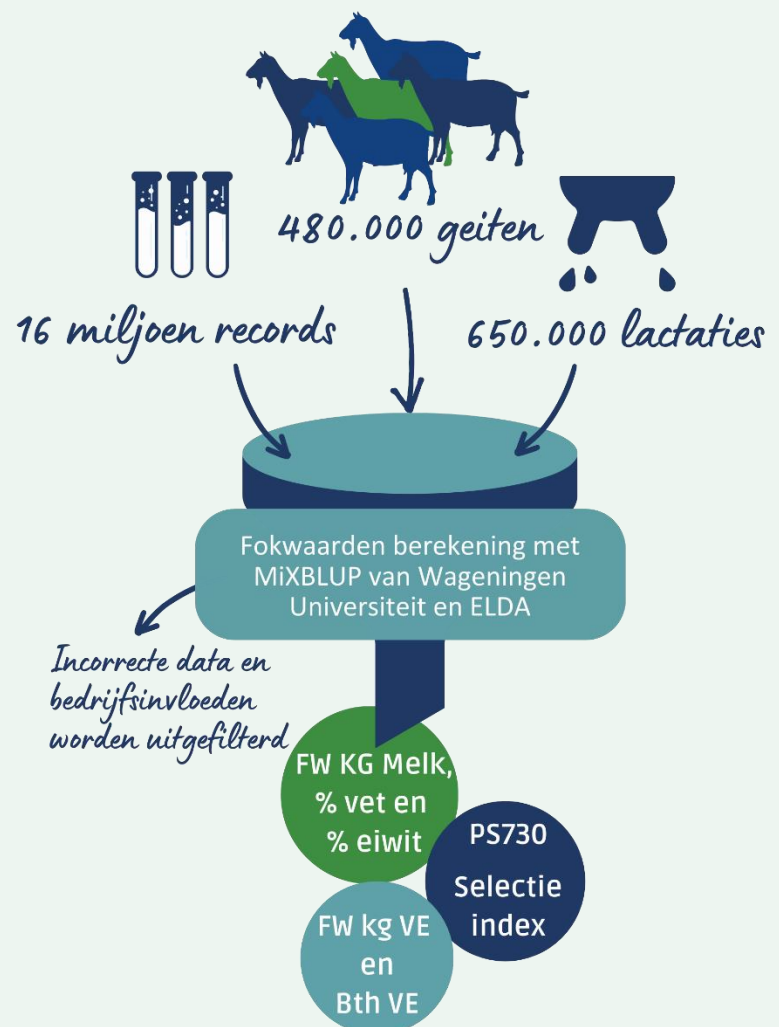 480.000 geiten
16 miljoen records
650.000 lactaties
Fokwaarden berekening met
MiXBLUP van Wageningen
Universiteit en ELDA
Incorrecte data en
bedrijfsinvloeden
worden uitgefilterd
FW KG Melk,
% vet en
% eiwit
PS730
Selectie
index
FW kg VE
en
Bth VE